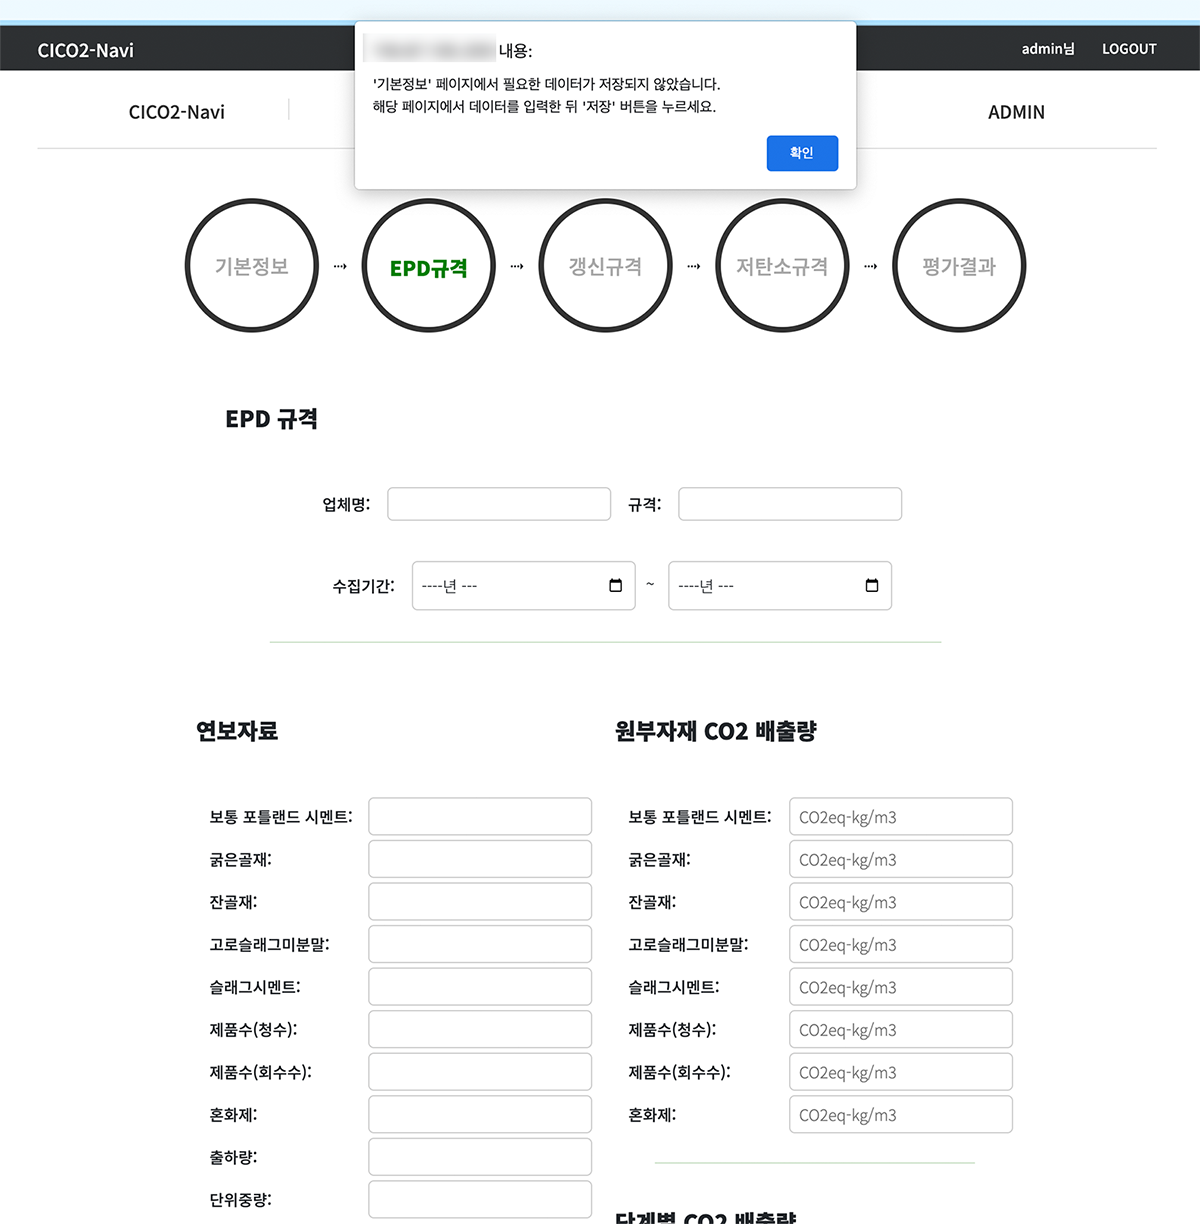 CICO2-Navi
admin님
LOGOUT
내용:
'기본정보' 페이지에서 필요한 데이터가 저장되지 않았습니다.
해당 페이지에서 데이터를 입력한 뒤 '저장' 버튼을 누르세요.
확인
CICO2-Navi
ADMIN
기본정보
EPD규격
갱신규격
저탄소규격
평가결과
EPD 규격
업체명:
규격:
수집기간:
----년 ---
~
----년 ---
연보자료
보통 포틀랜드 시멘트:
굵은골재:
잔골재:
고로슬래그미분말:
슬래그시멘트:
제품수(청수):
제품수(회수수):
혼화제:
출하량:
단위중량:
원부자재 CO2 배출량
보통 포틀랜드 시멘트: CO2eq-kg/m3
굵은골재: CO2eq-kg/m3
잔골재: CO2eq-kg/m3
고로슬래그미분말: CO2eq-kg/m3
슬래그시멘트: CO2eq-kg/m3
제품수(청수): CO2eq-kg/m3
제품수(회수수): CO2eq-kg/m3
혼화제: CO2eq-kg/m3
단계별 CO2 배출량